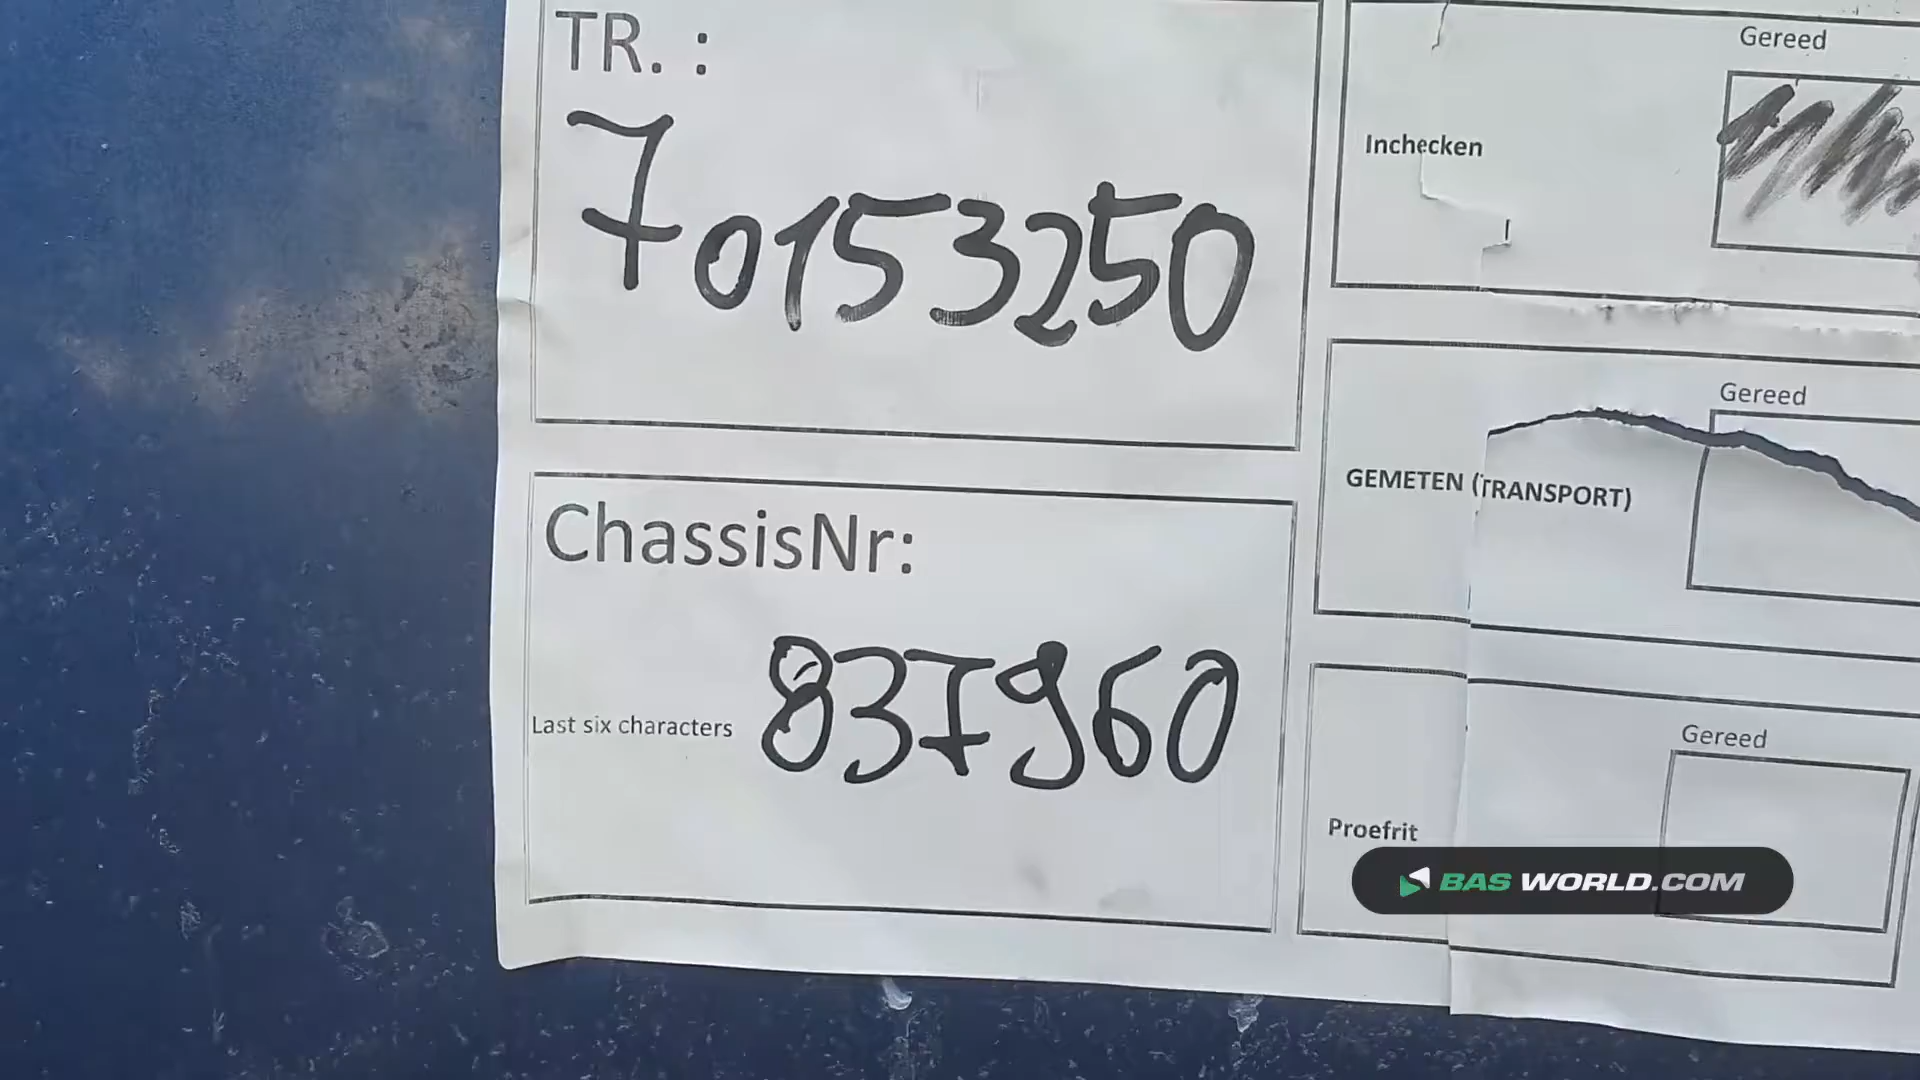 TR. :
70153250
ChassisNr:
Last six characters 837960
Gereed
Inchecken
Gereed
GEMETEN (TRANSPORT)
Gereed
Proefrit
BAS WORLD.COM